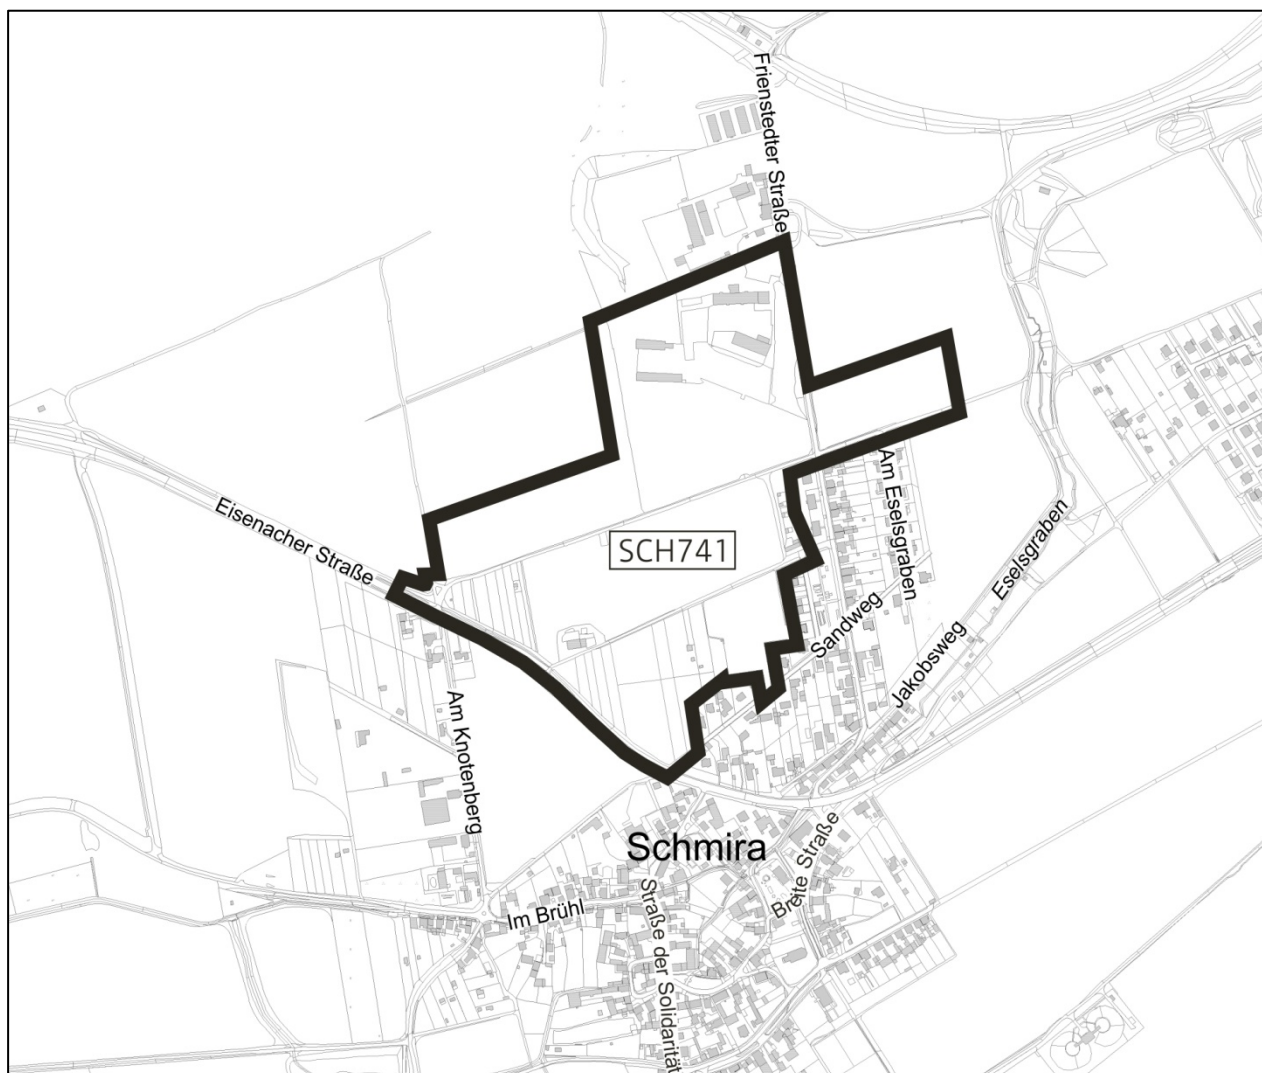 Frienstedter Straße
Eisenacher Straße
SCH741
Am Eselsgraben
Eselsgraben
Sandweg
Jakobsweg
Am Knotenberg
Schmira
Breite Straße
Im Brühl
Straße der Solidarität